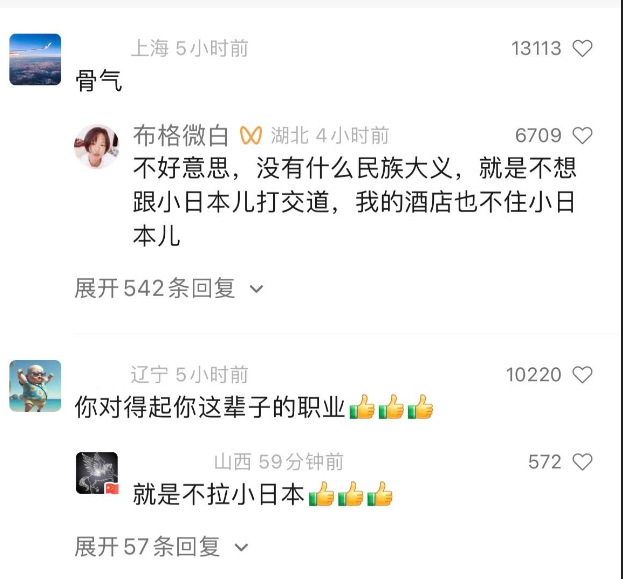 上海 5小时前 13113
骨气
布格微白 湖北 4小时前 6709
不好意思，没有什么民族大义，就是不想
跟小日本儿打交道，我的酒店也不住小日
本儿
展开542条回复
辽宁 5小时前 10220
你对得起你这辈子的职业👍👍👍
山西 59分钟前 572
就是不拉小日本👍👍👍
展开57条回复